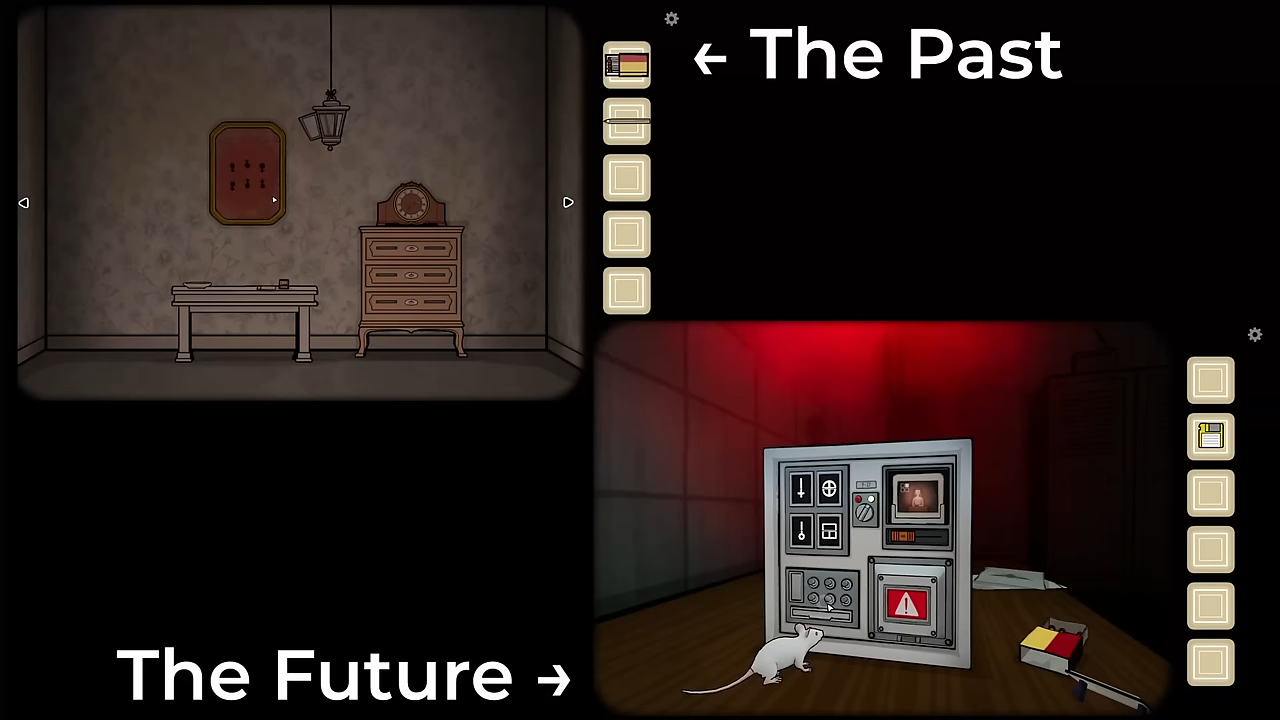 ← The Past
The Future →